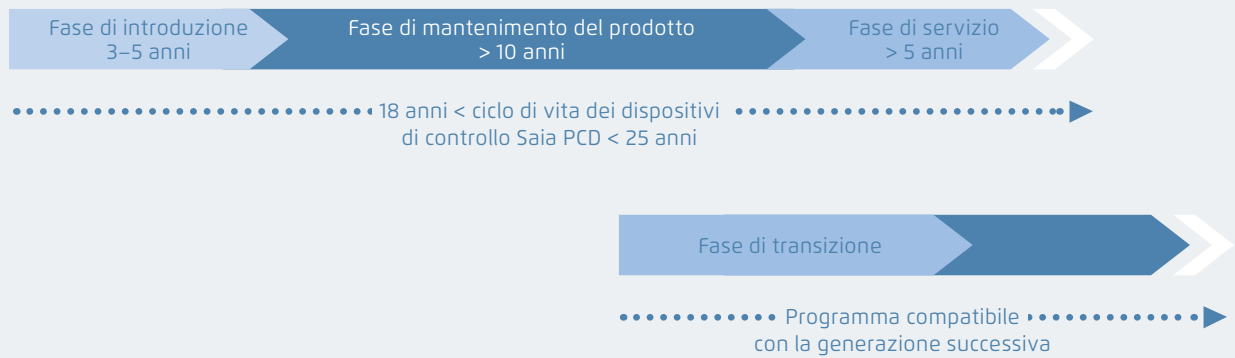 Fase di introduzione
3–5 anni
Fase di mantenimento del prodotto
> 10 anni
Fase di servizio
> 5 anni
18 anni < ciclo di vita dei dispositivi
di controllo Saia PCD < 25 anni
Fase di transizione
Programma compatibile
con la generazione successiva